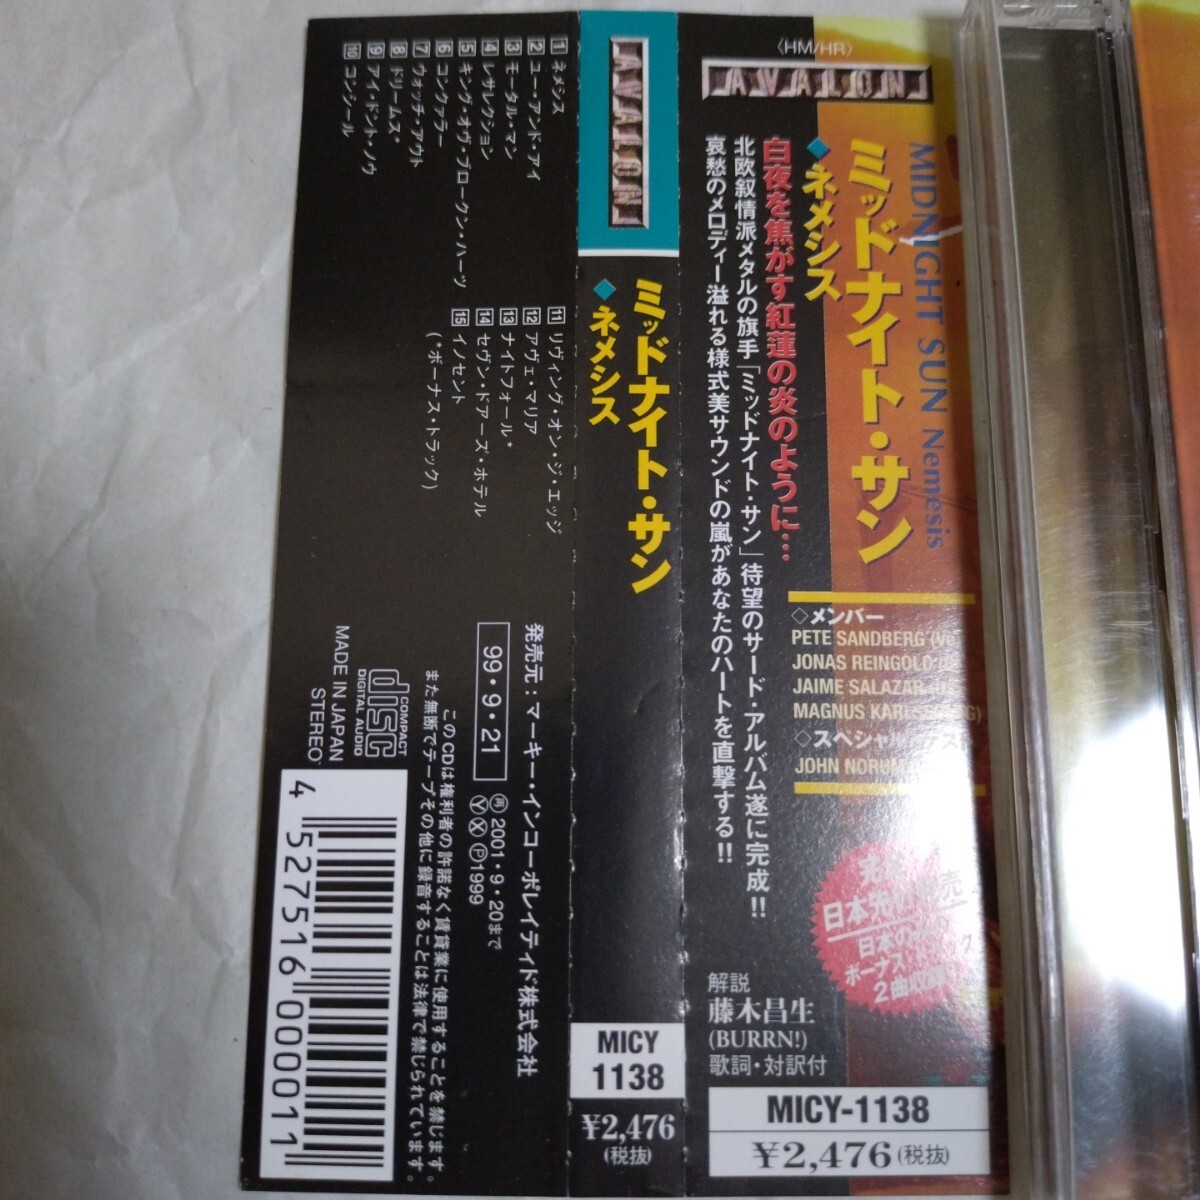 〈HM/HR〉
AVALON
MIDNIGHT SUN Nemesis
ミッドナイト・サン
◆ネメシス
白夜を焦がす紅蓮の炎のように…
北欧叙情派メタルの旗手「ミッドナイト・サン」待望のサード・アルバム遂に完成!!
哀愁のメロディー溢れる様式美サウンドの嵐があなたのハートを直撃する!!
◇メンバー
PETE SANDBERG
JONAS REINGOLD
JAIME SALAZAR
MAGNUS
◇スペシャル
JOHN NORUM
日本の
ボーナス
2曲収録
解説
藤木昌生
(BURRN!)
歌詞・対訳付
MICY-1138
¥2,476(税抜)
AVALON
ミッドナイト・サン
◆ネメシス
MICY
1138
¥2,476
(税抜)
1 ネメシス
2 ユー・アンド・アイ
3 モータル・マン
4 レザレクション
5 キング・オヴ・ブロークン・ハーツ
6 コンクァラー
7 ウォッチ・アウト
8 ドリームス*
9 アイ・ドント・ノウ
10 コンシール
11 リヴィング・オン・ジ・エッジ
12 アヴェ・マリア
13 ナイトフォール*
14 セヴン・ドアーズ・ホテル
15 イノセント
(*ボーナス・トラック)
発売元：マーキー・インコーポレイティド株式会社
99・9・21
再 2001・9・20まで
Ⓨ Ⓧ Ⓟ1999
このCDは権利者の許諾なく賃貸業に使用することを禁じます。
また無断でテープその他に録音することは法律で禁じられています。
COMPACT
disc
DIGITAL AUDIO
MADE IN JAPAN
STEREO
4 527516 000011